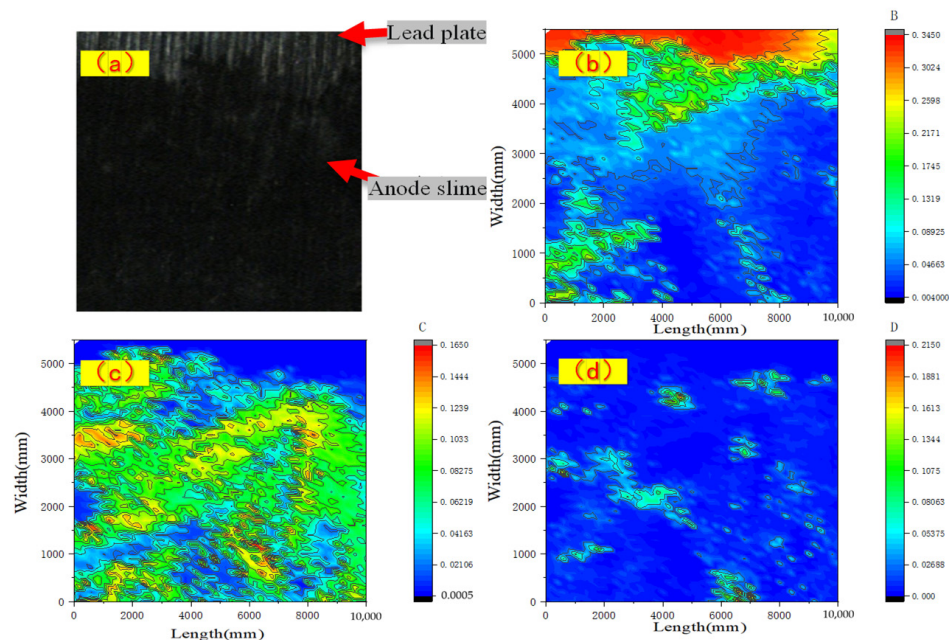 (a)
Lead plate
Anode slime
B
(b)
5000
4000
3000
2000
1000
0
Width(mm)
0 2000 4000 6000 8000 10,000
Length(mm)
0.3450
0.3024
0.2598
0.1751
0.1745
0.1319
0.08925
0.04665
0.004000
C
(c)
5000
4000
3000
2000
1000
0
Width(mm)
0 2000 4000 6000 8000 10,000
Length(mm)
0.1650
0.1444
0.1239
0.1033
0.08275
0.06219
0.04163
0.02106
0.0005
D
(d)
5000
4000
3000
2000
1000
0
Width(mm)
0 2000 4000 6000 8000 10,000
Length(mm)
0.2150
0.1881
0.1613
0.1344
0.1075
0.08063
0.05375
0.02688
0.000